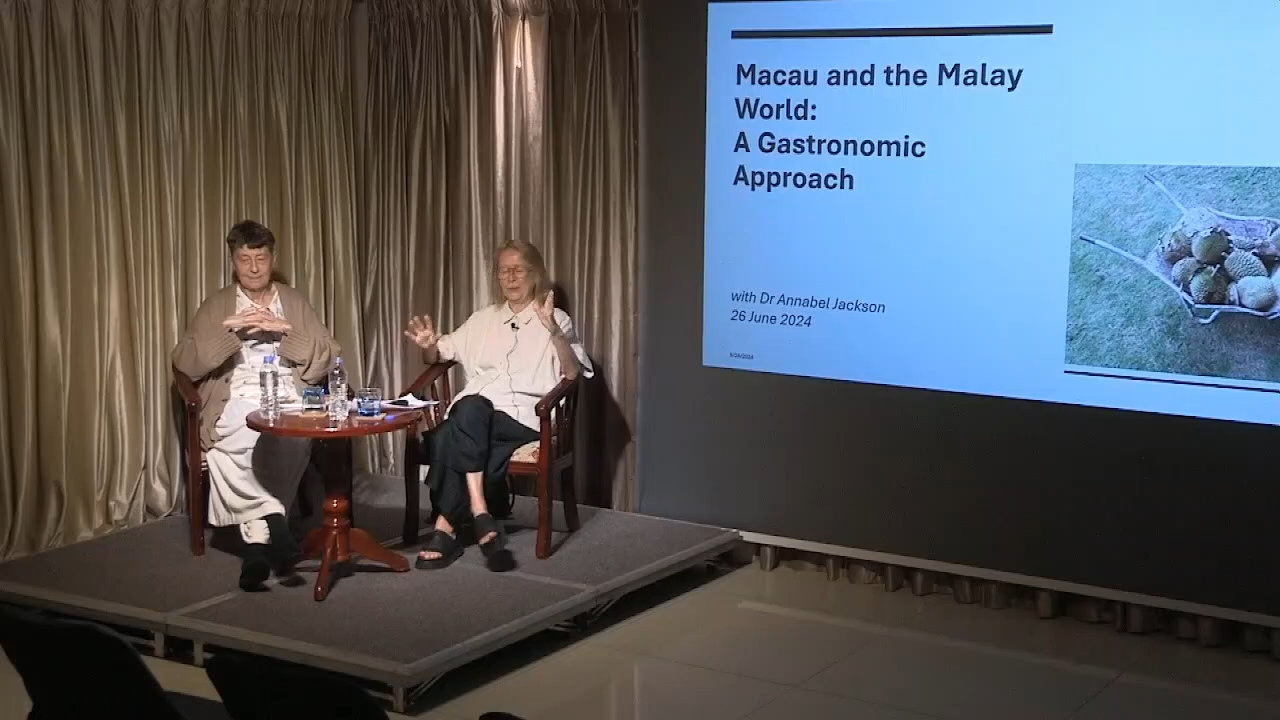 Macau and the Malay
World:
A Gastronomic
Approach
with Dr Annabel Jackson
26 June 2024